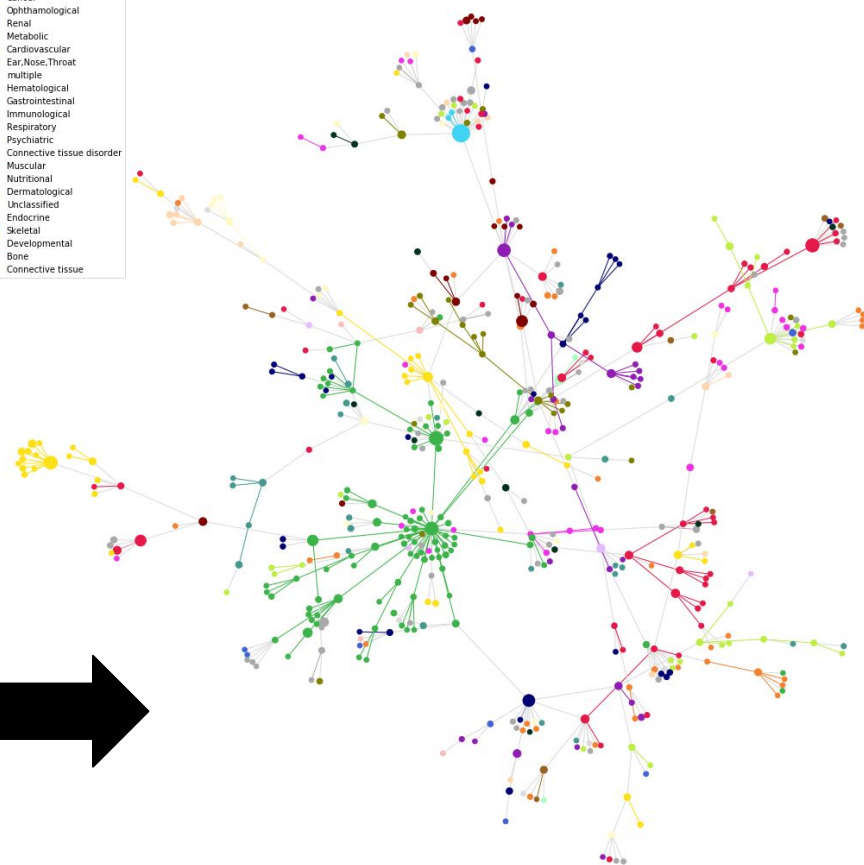 Ophthamological
Renal
Metabolic
Cardiovascular
Ear,Nose,Throat
multiple
Hematological
Gastrointestinal
Immunological
Respiratory
Psychiatric
Connective tissue disorder
Muscular
Nutritional
Dermatological
Unclassified
Endocrine
Skeletal
Developmental
Bone
Connective tissue